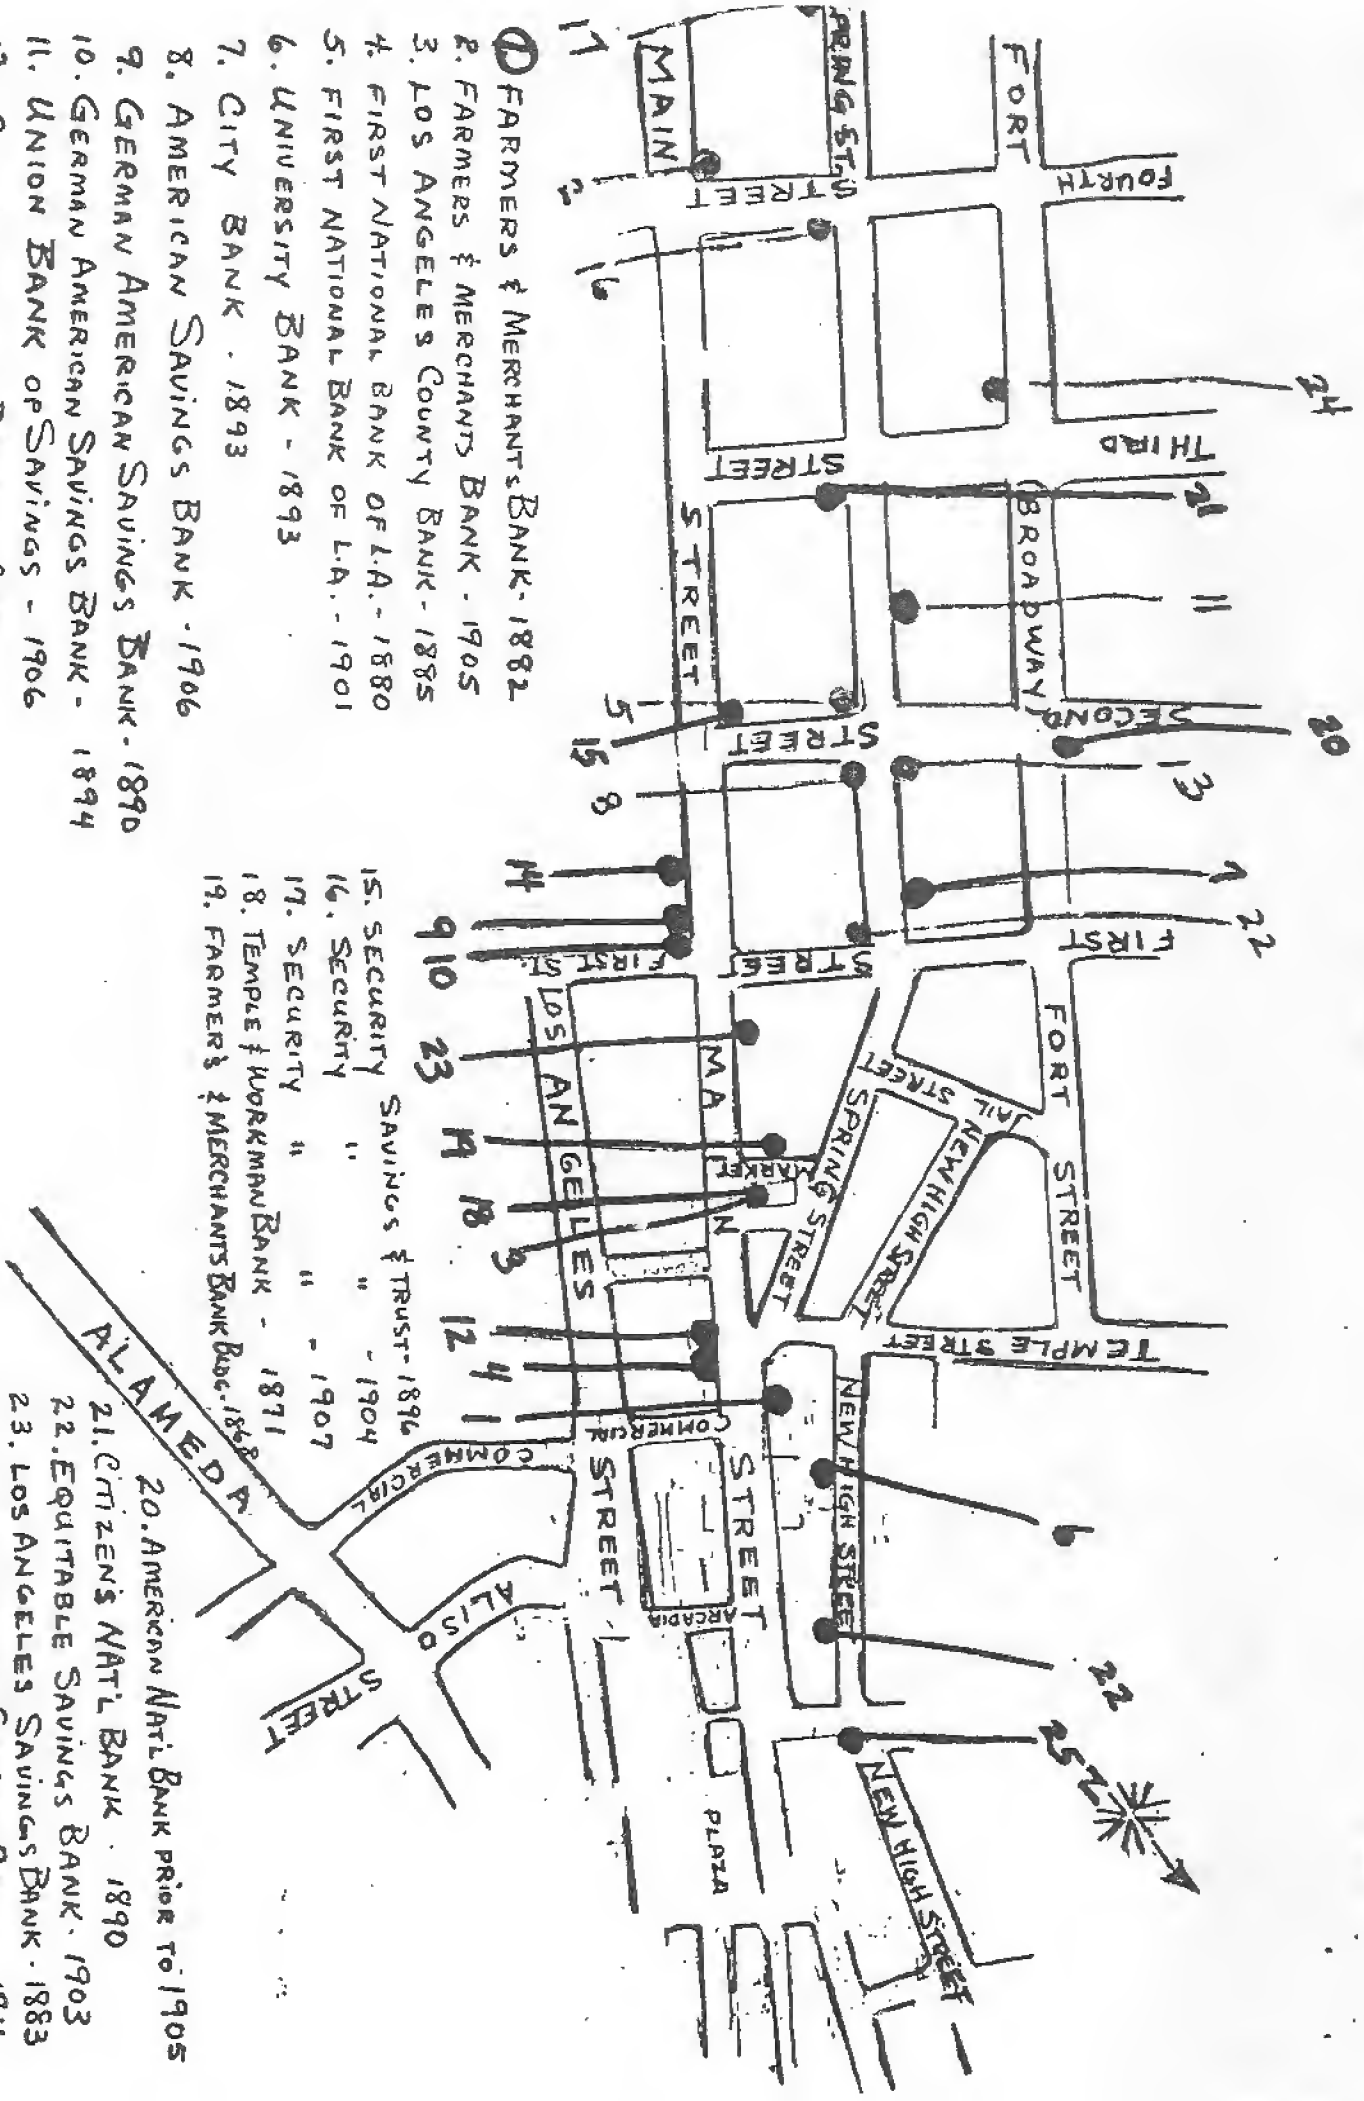 ① FARMERS & MERCHANTS BANK - 1882
2. FARMERS & MERCHANTS BANK - 1905
3. LOS ANGELES COUNTY BANK - 1885
4. FIRST NATIONAL BANK OF L.A. - 1880
5. FIRST NATIONAL BANK OF L.A. - 1901
6. UNIVERSITY BANK - 1893
7. CITY BANK - 1893
8. AMERICAN SAVINGS BANK - 1906
9. GERMAN AMERICAN SAVINGS BANK - 1890
10. GERMAN AMERICAN SAVINGS BANK - 1894
11. UNION BANK OF SAVINGS - 1906
15. SECURITY SAVINGS & TRUST - 1896
16. SECURITY " " - 1904
17. SECURITY " " - 1907
18. TEMPLE & WORKMAN BANK - 1871
19. FARMER'S & MERCHANTS BANK BLDG. 1868
20. AMERICAN NAT'L BANK PRIOR TO 1905
21. CITIZEN'S NAT'L BANK. 1890
22. EQUITABLE SAVINGS BANK. 1903
23. LOS ANGELES SAVINGS BANK - 1883
FORT
FOURTH
STREET
PRING ST.
MAIN
17
2
16
24
THIRD
STREET
21
(BROADWAY)
11
STREET
SECOND
STREET
20
5
15
8
13
7
22
FIRST
STREET
FIRST ST.
14
9
10
23
19
18
3
12
4
1
LOS ANGELES
STREET
MAIN
STREET
MARKET
SPRING STREET
JAIL STREET
NEW HIGH STREET
FORT STREET
TEMPLE STREET
NEW HIGH STREE
COMMERCIAL
COMMERCIAL
ARCADIA
ALISO
STREET
ALAMEDA
6
22
25
Z
PLAZA
NEW HIGH STREET